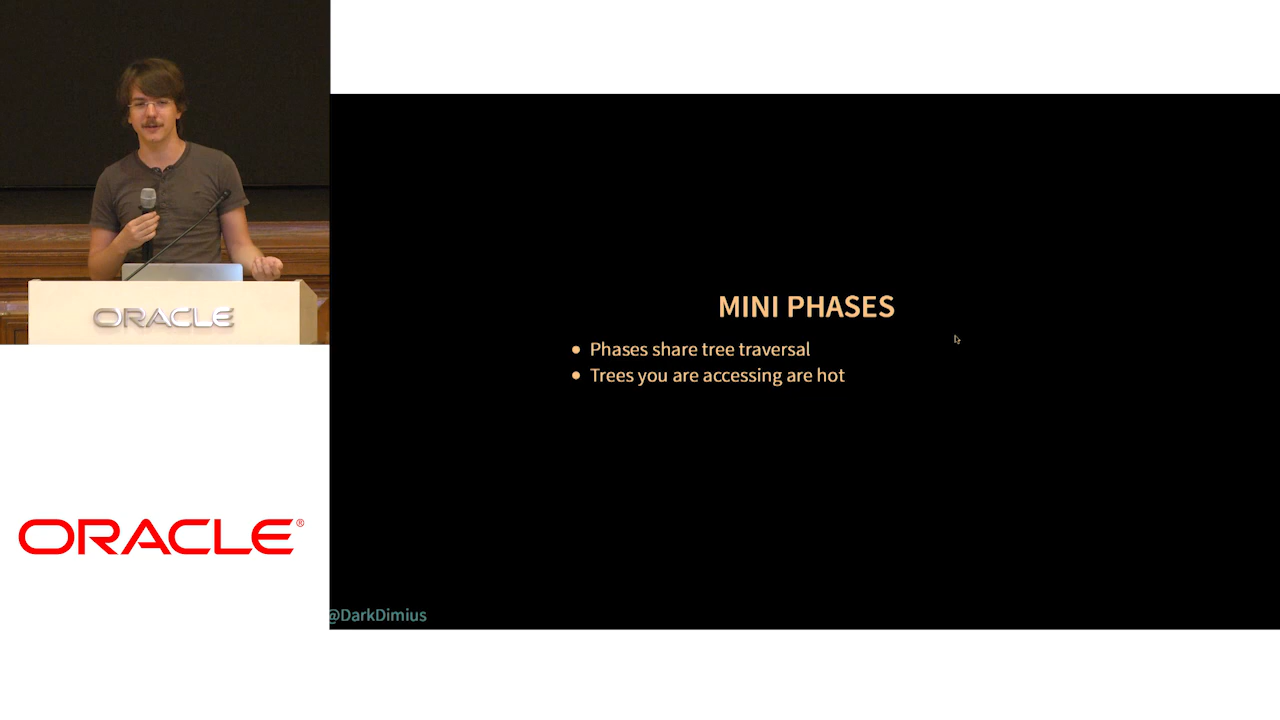 ORACLE
MINI PHASES
Phases share tree traversal
Trees you are accessing are hot
ORACLE®
@DarkDimius